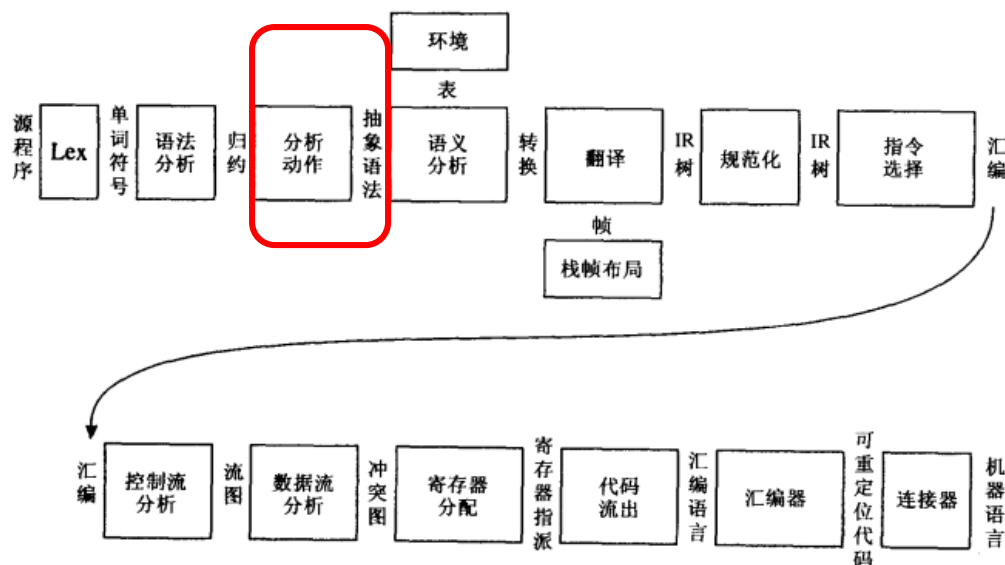 环境
表
源程序
Lex
单词符号
语法
分析
归约
分析
动作
抽象语法
语义
分析
转换
翻译
IR
树
规范化
IR
树
指令
选择
汇编
帧
栈帧布局
汇编
控制流
分析
流图
数据流
分析
冲突图
寄存器
分配
寄存器指派
代码
流出
汇编语言
汇编器
可重定位代码
连接器
机器语言